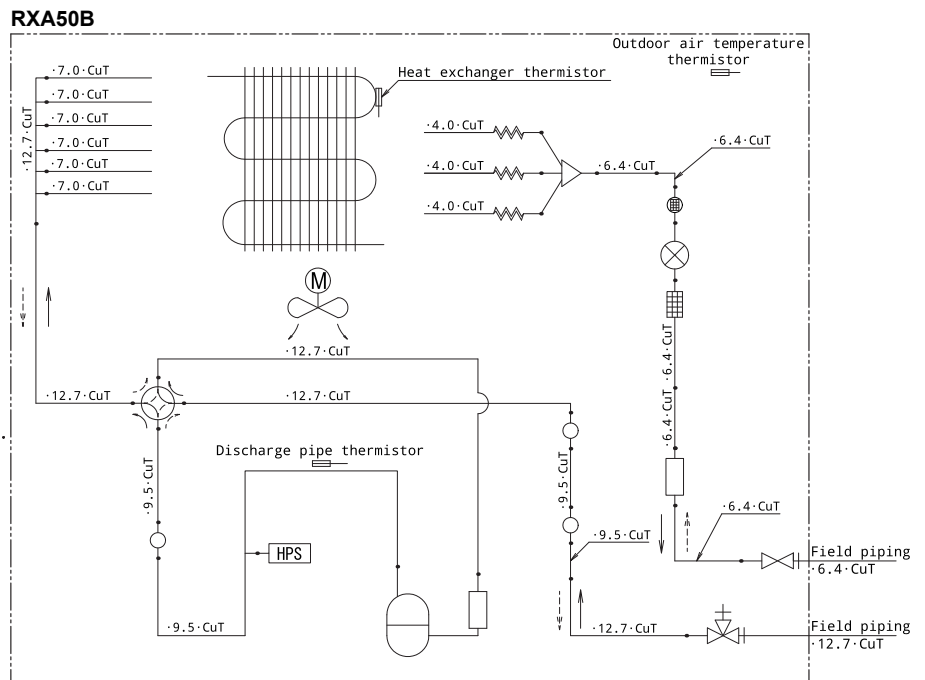 RXA50B
Outdoor air temperature
thermistor
Heat exchanger thermistor
·7.0·CuT
·7.0·CuT
·7.0·CuT
·7.0·CuT
·7.0·CuT
·7.0·CuT
·12.7·CuT
·4.0·CuT
·4.0·CuT
·4.0·CuT
·6.4·CuT
·6.4·CuT
M
·12.7·CuT
·12.7·CuT
·12.7·CuT
·6.4·CuT
·6.4·CuT
Discharge pipe thermistor
·9.5·CuT
·9.5·CuT
·6.4·CuT
·9.5·CuT
HPS
Field piping
·6.4·CuT
·9.5·CuT
·12.7·CuT
Field piping
·12.7·CuT